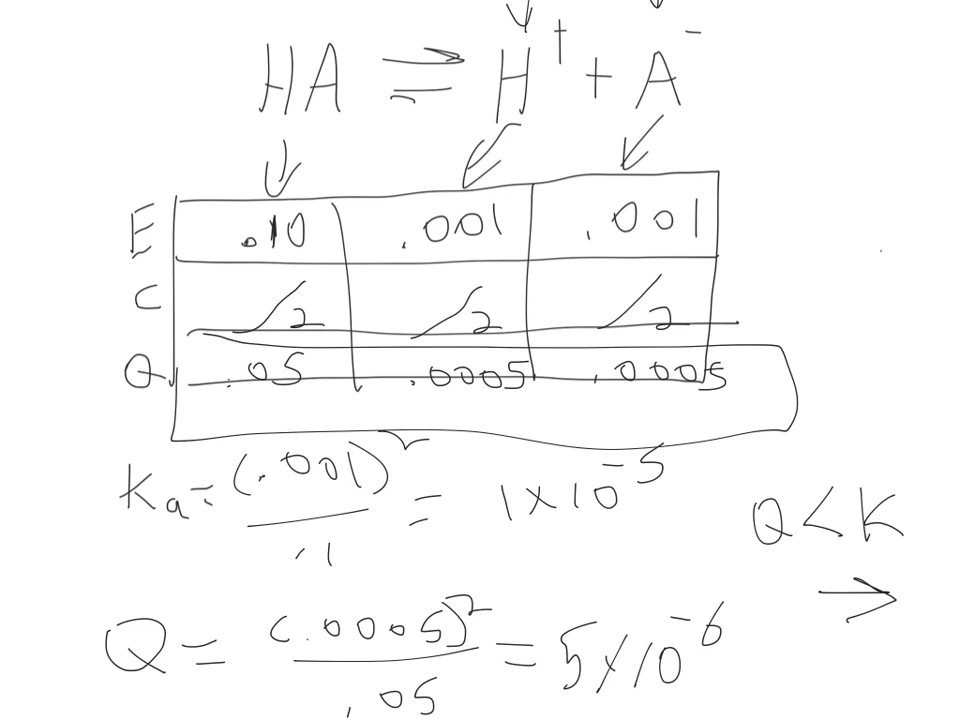 HA ⇌ H⁺ + A⁻
E .10 .001 .001
C /2 /2 /2
Q .05 .0005 .0005
Ka = (.001)² / .1 = 1 x 10⁻⁵
Q < K
→
Q = (.0005)² / .05 = 5 x 10⁻⁶